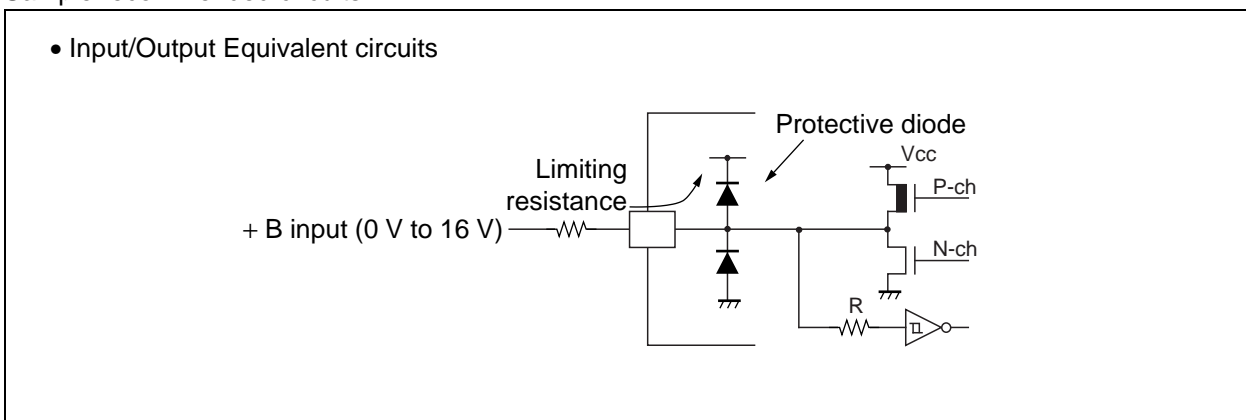 • Input/Output Equivalent circuits
Protective diode
Vcc
Limiting
resistance
P-ch
+ B input (0 V to 16 V)
N-ch
R